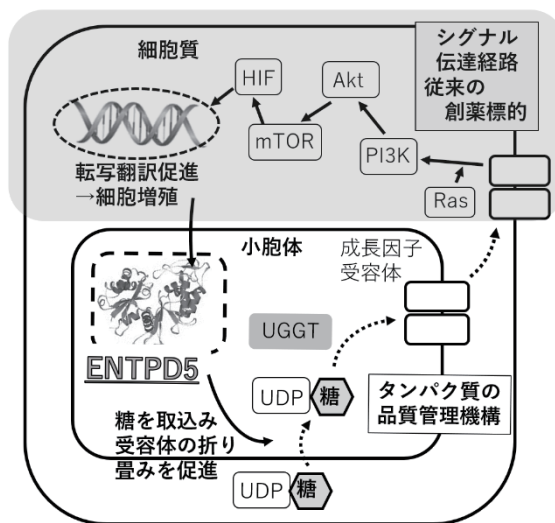 細胞質
シグナル
伝達経路
従来の
創薬標的
HIF
Akt
mTOR
PI3K
Ras
転写翻訳促進
→細胞増殖
小胞体
成長因子
受容体
UGGT
ENTPD5
UDP 糖
タンパク質の
品質管理機構
糖を取込み
受容体の折り
畳みを促進
UDP 糖